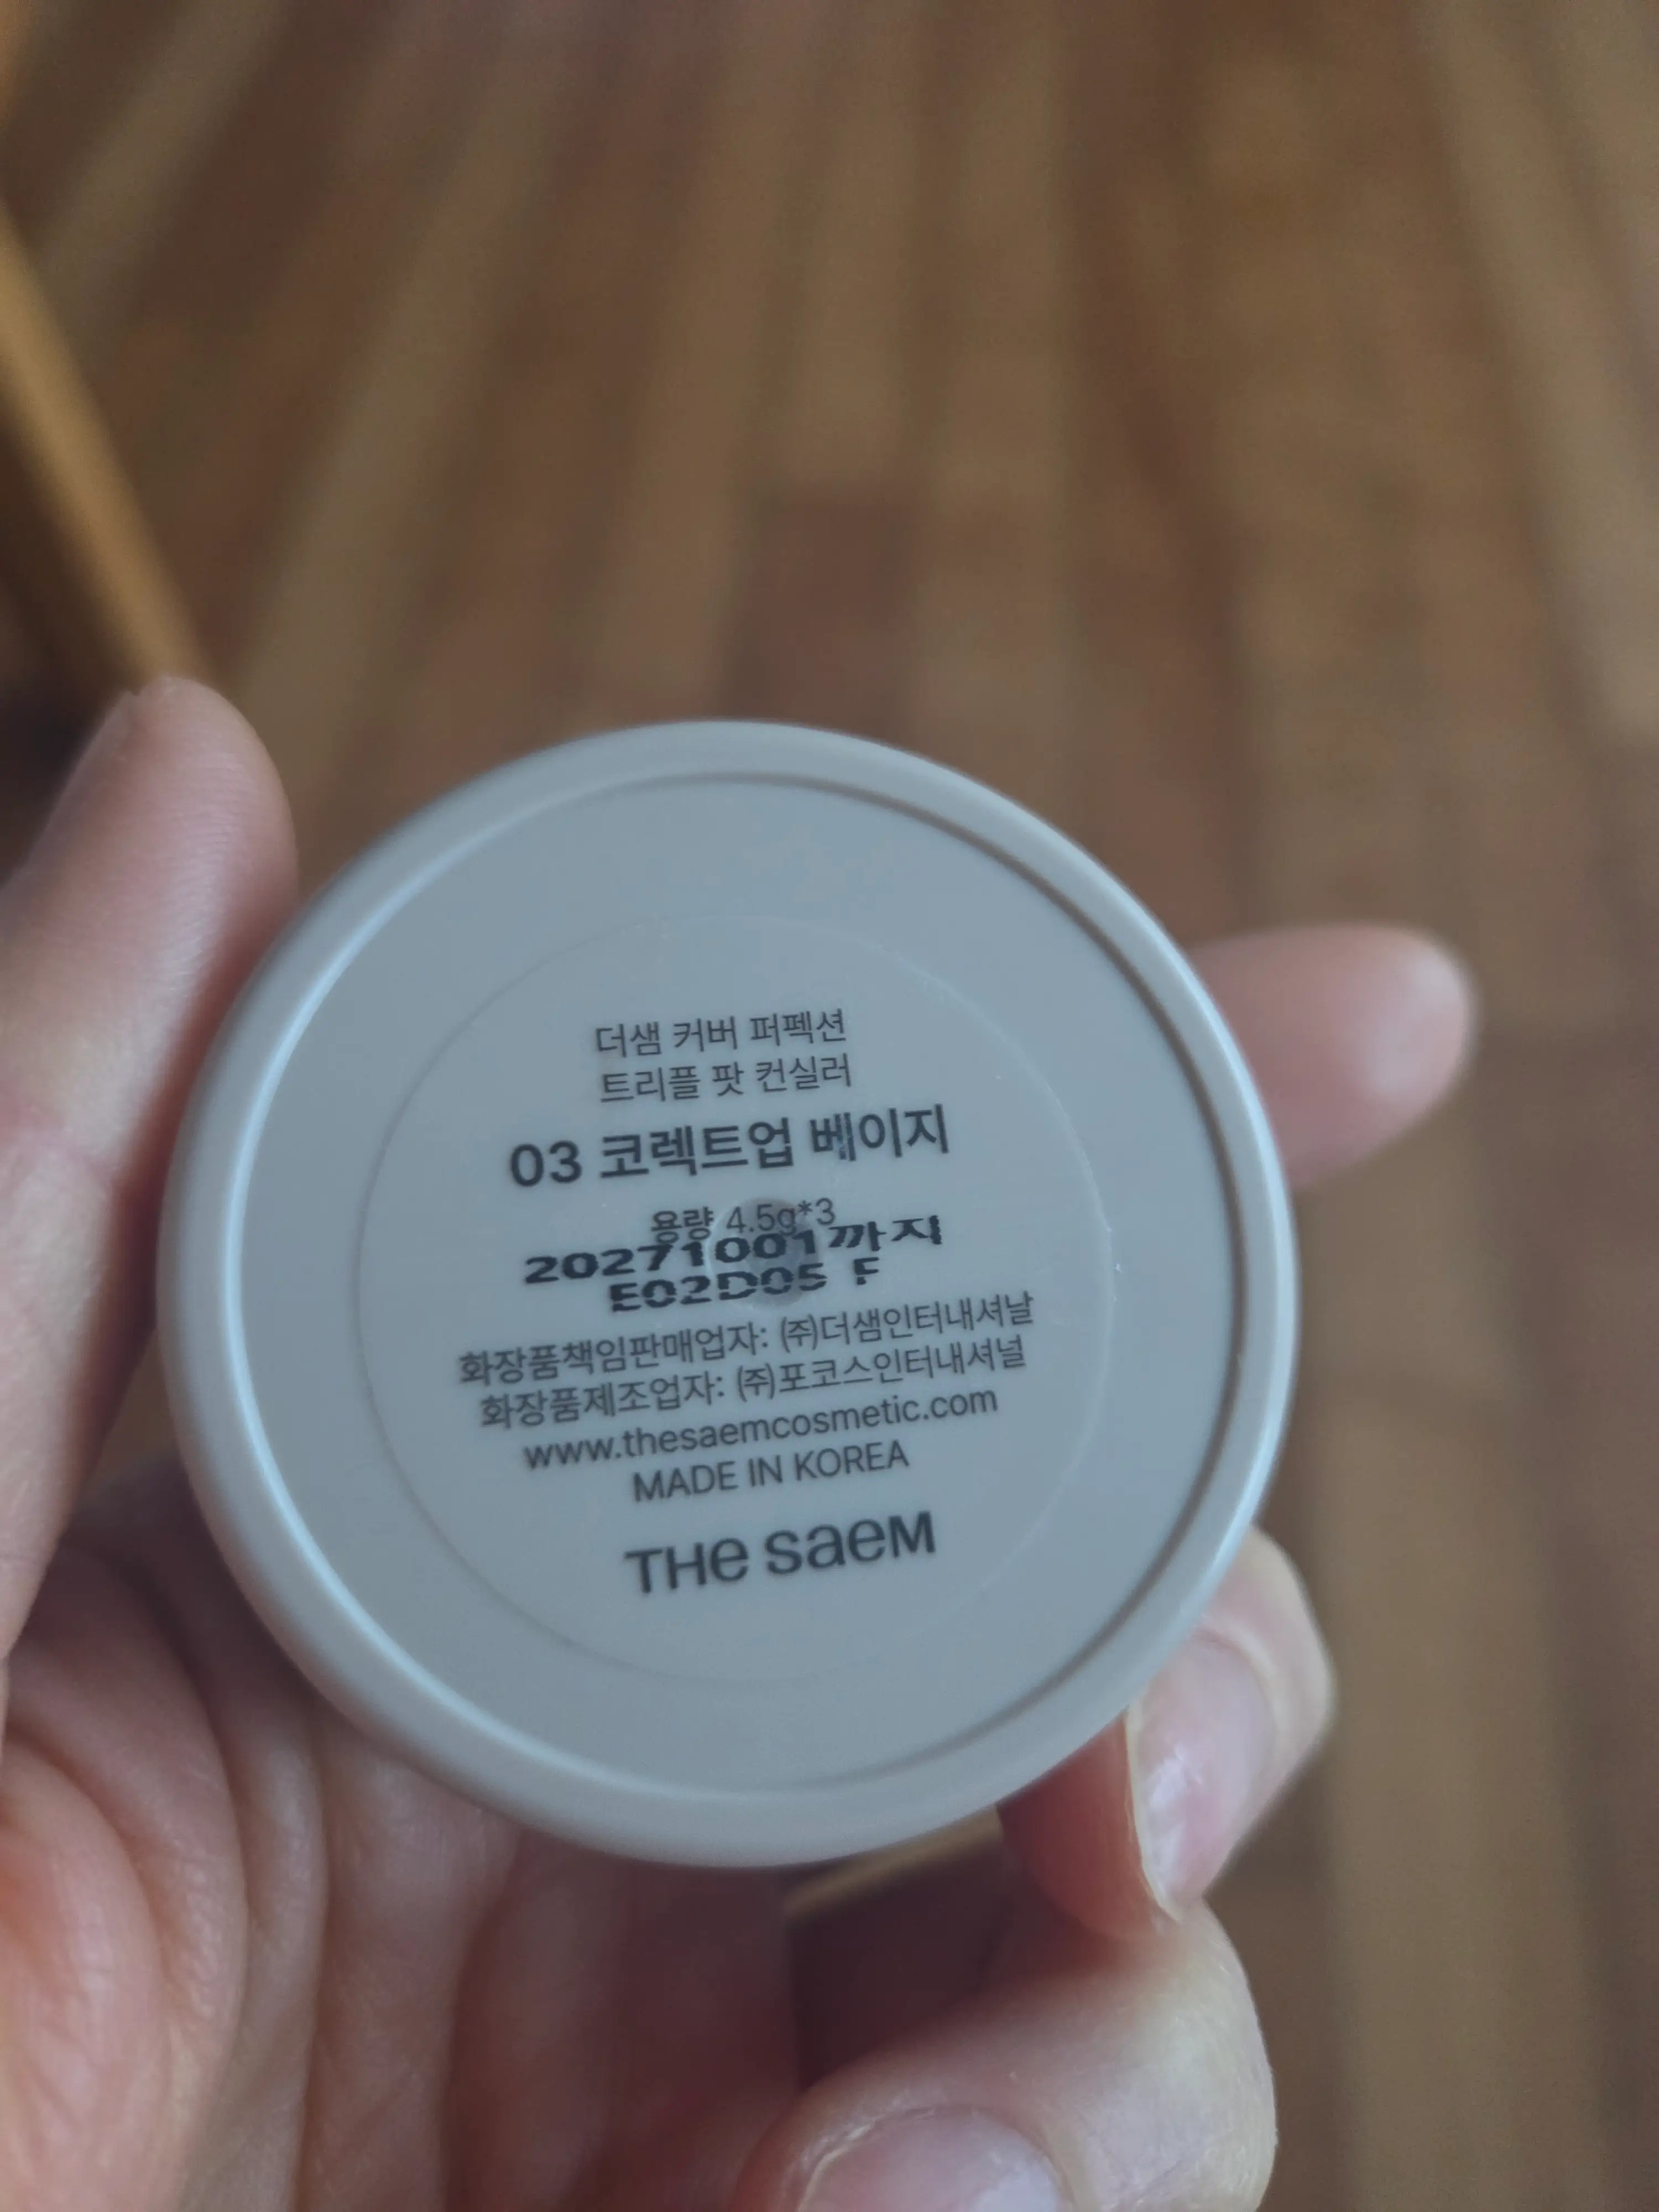 더샘 커버 퍼펙션
트리플 팟 컨실러
03 코렉트업 베이지
용량 4.5g*3
20271001까지
E02D05 F
화장품책임판매업자: ㈜더샘인터내셔날
화장품제조업자: ㈜포코스인터내셔널
www.thesaemcosmetic.com
MADE IN KOREA
THe saeM